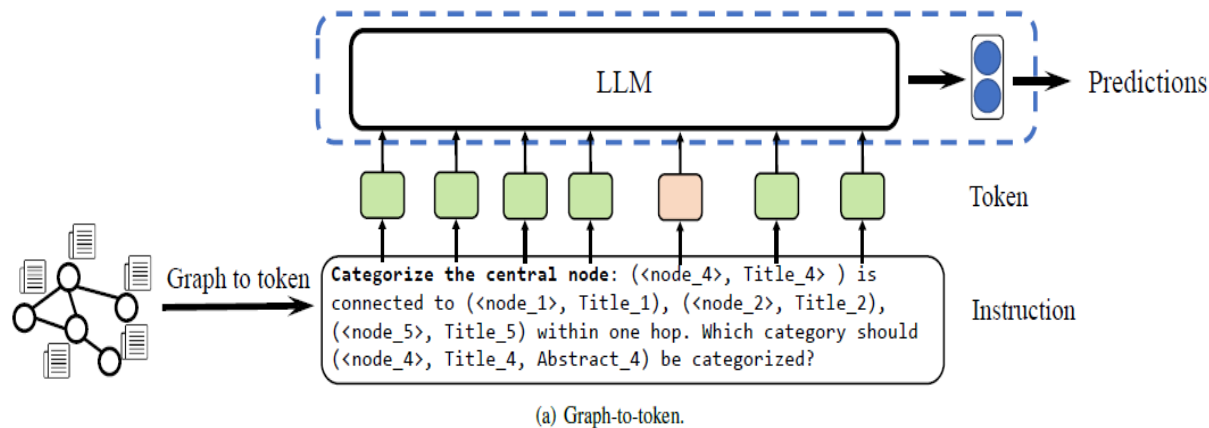 LLM
Predictions
Token
Graph to token
Categorize the central node: (<node_4>, Title_4> ) is
connected to (<node_1>, Title_1), (<node_2>, Title_2),
(<node_5>, Title_5) within one hop. Which category should
(<node_4>, Title_4, Abstract_4) be categorized?
Instruction
(a) Graph-to-token.